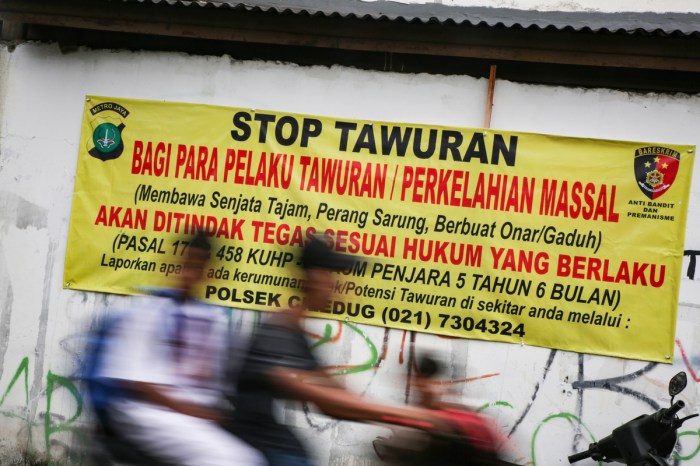 METRO JAYA
STOP TAWURAN
BARESKRIM
BAGI PARA PELAKU TAWURAN / PERKELAHIAN MASSAL
ANTI BANDIT
DAN
PREMANISME
(Membawa Senjata Tajam, Perang Sarung, Berbuat Onar/Gaduh)
AKAN DITINDAK TEGAS SESUAI HUKUM YANG BERLAKU
(PASAL 458 KUHP PENJARA 5 TAHUN 6 BULAN)
Laporkan ada kerumunan /Potensi Tawuran di sekitar anda melalui :
POLSEK CILEDUG (021) 7304324